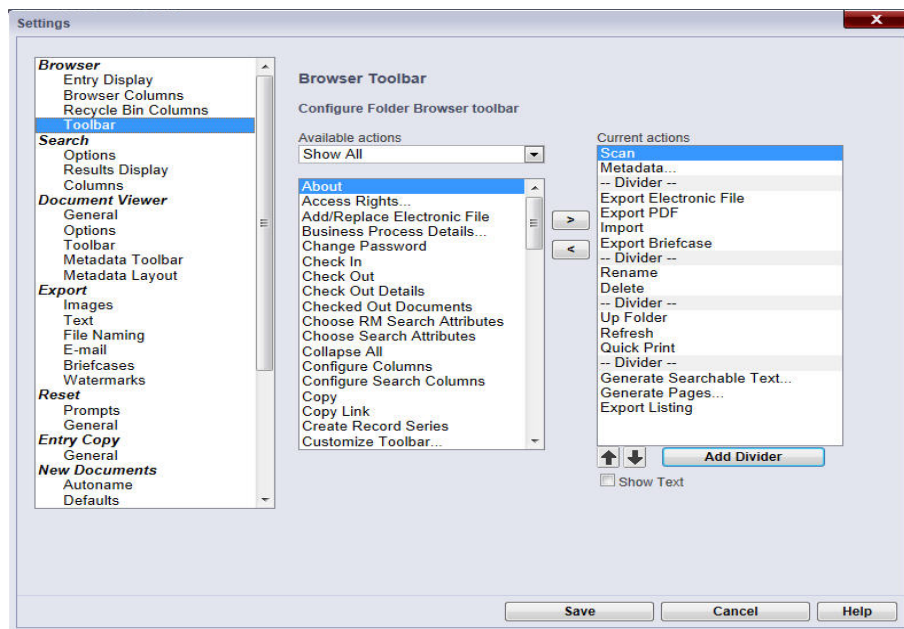 Settings
X
Browser
Entry Display
Browser Columns
Recycle Bin Columns
Toolbar
Search
Options
Results Display
Columns
Document Viewer
General
Options
Toolbar
Metadata Toolbar
Metadata Layout
Export
Images
Text
File Naming
E-mail
Briefcases
Watermarks
Reset
Prompts
General
Entry Copy
General
New Documents
Autoname
Defaults
Browser Toolbar
Configure Folder Browser toolbar
Available actions
Show All
About
Access Rights...
Add/Replace Electronic File
Business Process Details...
Change Password
Check In
Check Out
Check Out Details
Checked Out Documents
Choose RM Search Attributes
Choose Search Attributes
Collapse All
Configure Columns
Configure Search Columns
Copy
Copy Link
Create Record Series
Customize Toolbar...
>
<
Current actions
Scan
Metadata...
-- Divider --
Export Electronic File
Export PDF
Import
Export Briefcase
-- Divider --
Rename
Delete
-- Divider --
Up Folder
Refresh
Quick Print
-- Divider --
Generate Searchable Text...
Generate Pages...
Export Listing
Add Divider
Show Text
Save
Cancel
Help